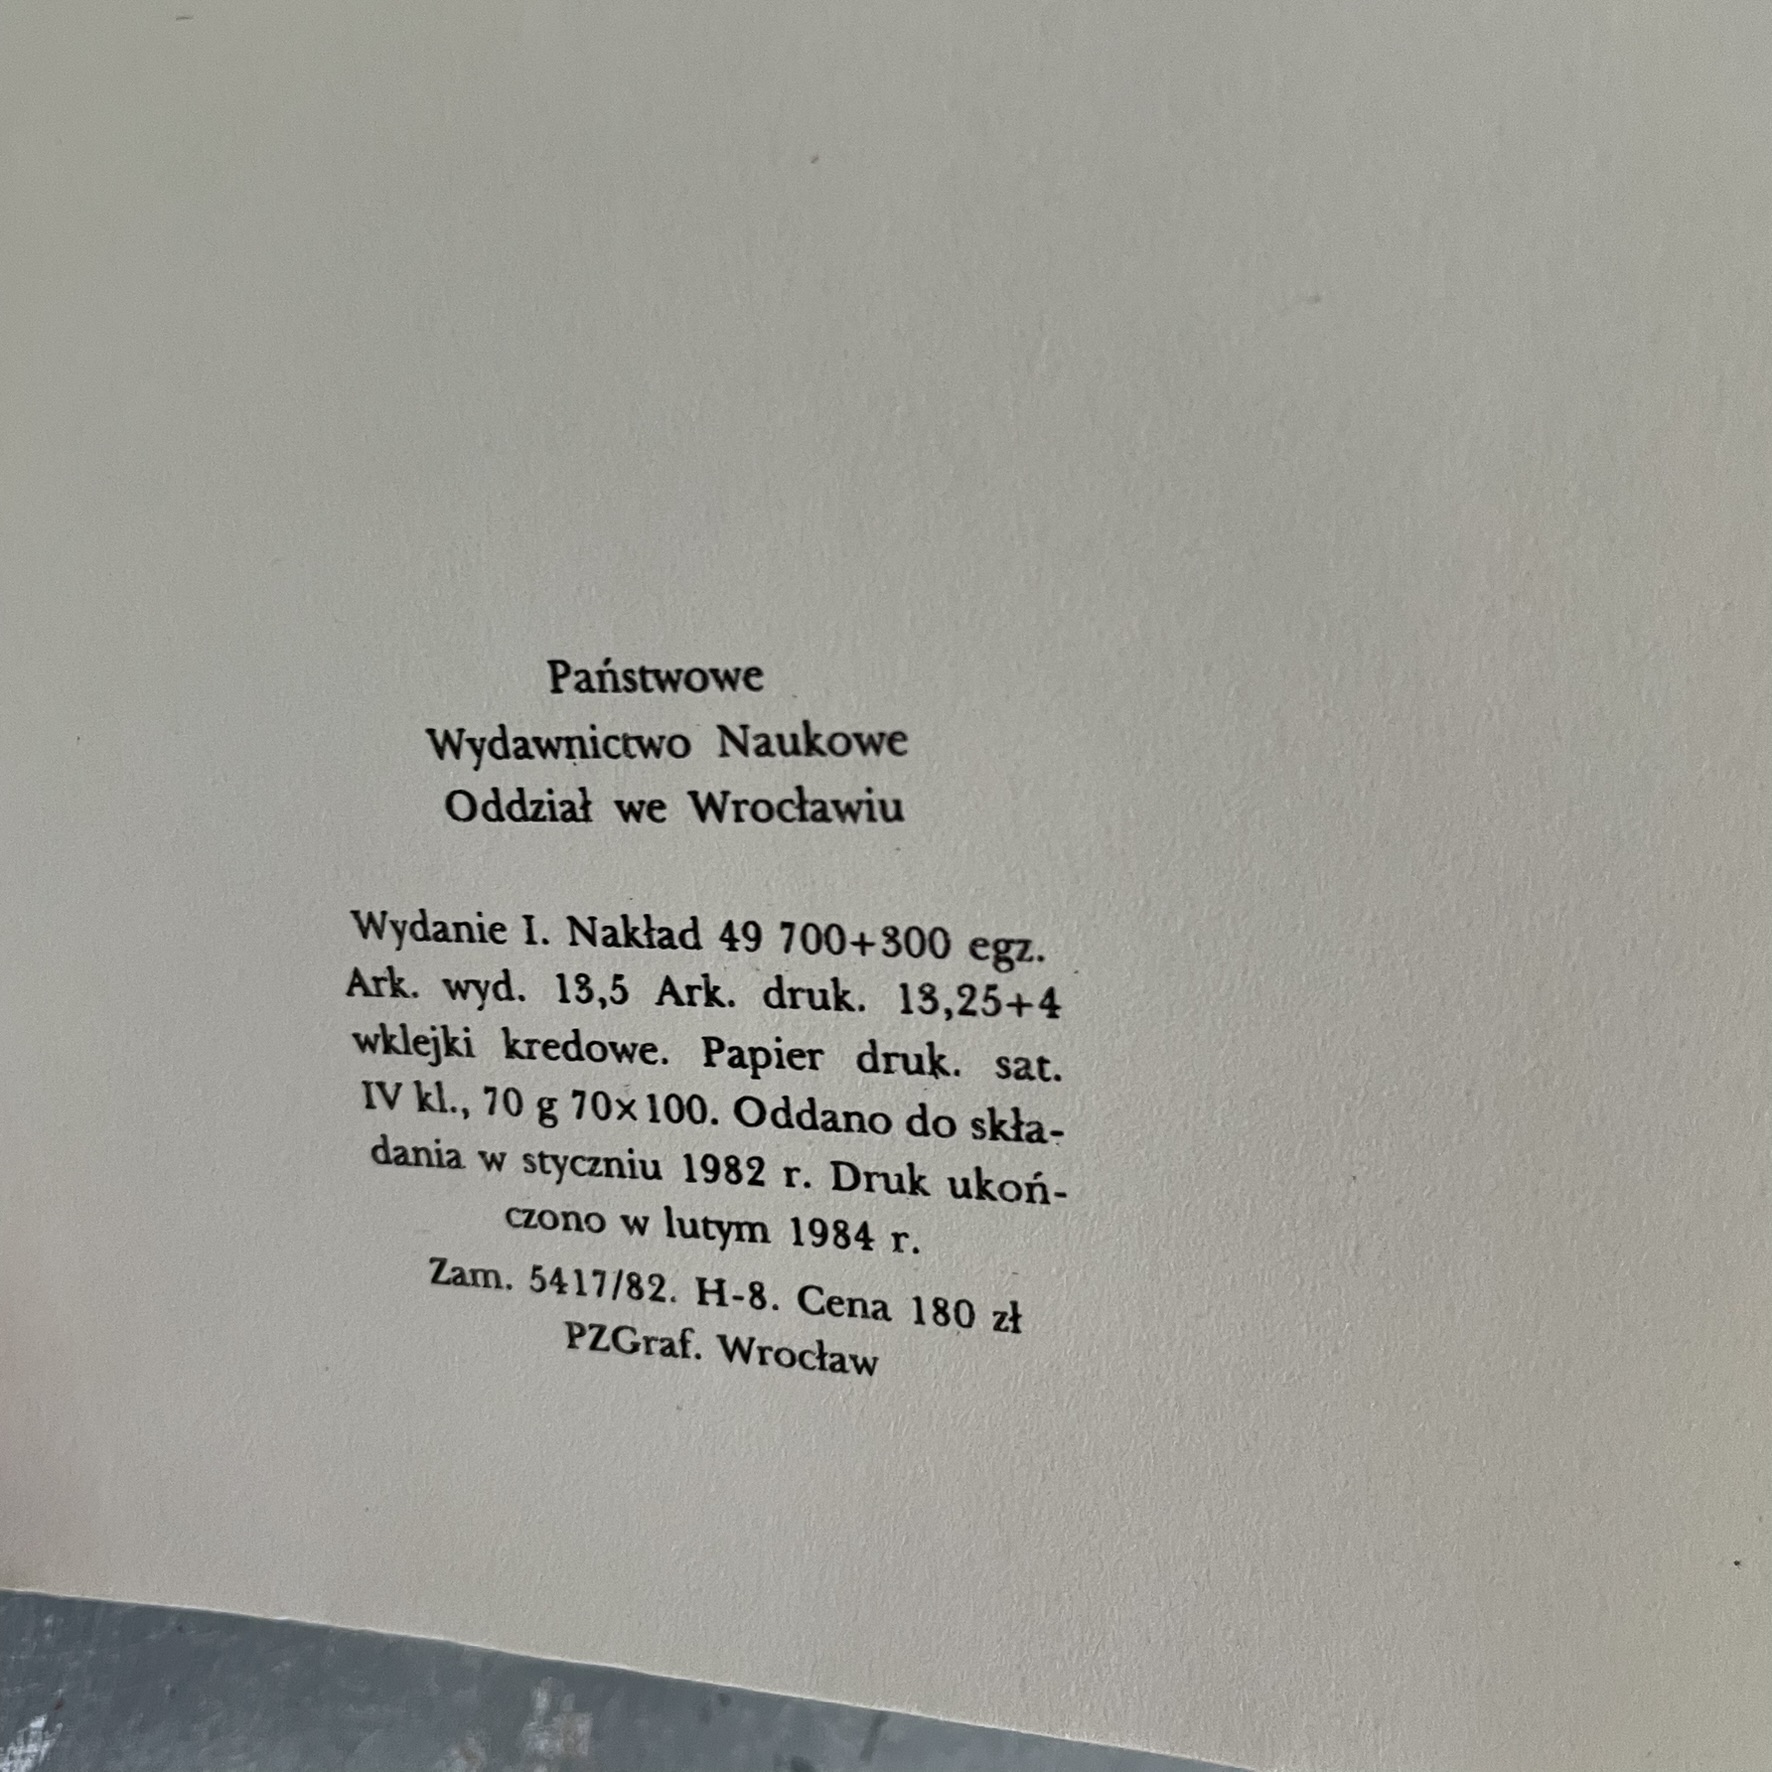 Państwowe
Wydawnictwo Naukowe
Oddział we Wrocławiu
Wydanie I. Nakład 49 700+300 egz.
Ark. wyd. 13,5 Ark. druk. 13,25+4
wklejki kredowe. Papier druk. sat.
IV kl., 70 g 70×100. Oddano do skła-
dania w styczniu 1982 r. Druk ukoń-
czono w lutym 1984 r.
Zam. 5417/82. H-8. Cena 180 zł
PZGraf. Wrocław